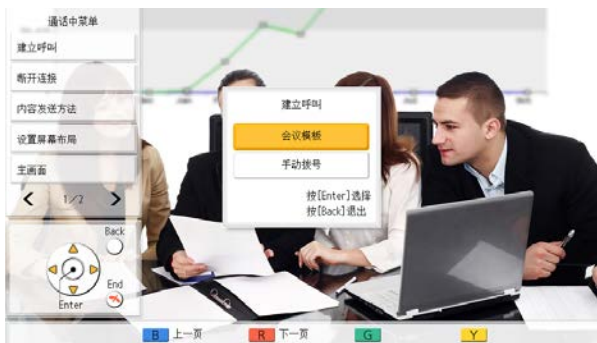 通话中菜单
建立呼叫
断开连接
内容发送方法
设置屏幕布局
主画面
1/2
Back
End
Enter
建立呼叫
会议模板
手动拨号
按[Enter]选择
按[Back]退出
B 上一页 R 下一页 G Y